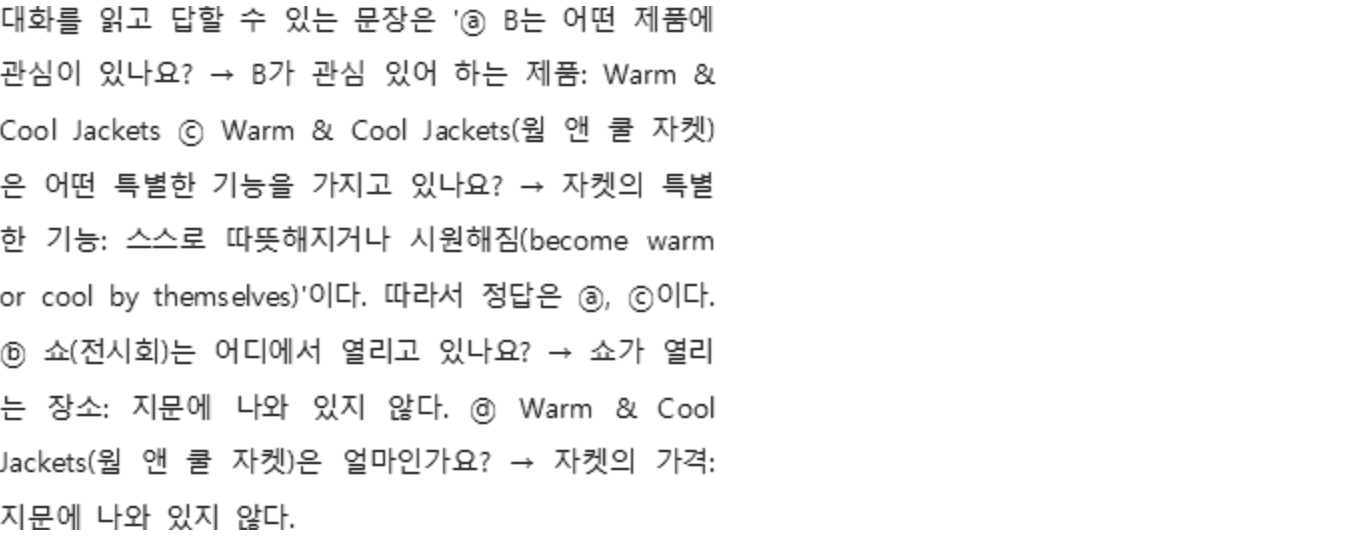 대화를 읽고 답할 수 있는 문장은 'ⓐ B는 어떤 제품에
관심이 있나요? → B가 관심 있어 하는 제품: Warm &
Cool Jackets ⓒ Warm & Cool Jackets(웜 앤 쿨 자켓)
은 어떤 특별한 기능을 가지고 있나요? → 자켓의 특별
한 기능: 스스로 따뜻해지거나 시원해짐(become warm
or cool by themselves)'이다. 따라서 정답은 ⓐ, ⓒ이다.
ⓑ 쇼(전시회)는 어디에서 열리고 있나요? → 쇼가 열리
는 장소: 지문에 나와 있지 않다. ⓓ Warm & Cool
Jackets(웜 앤 쿨 자켓)은 얼마인가요? → 자켓의 가격:
지문에 나와 있지 않다.